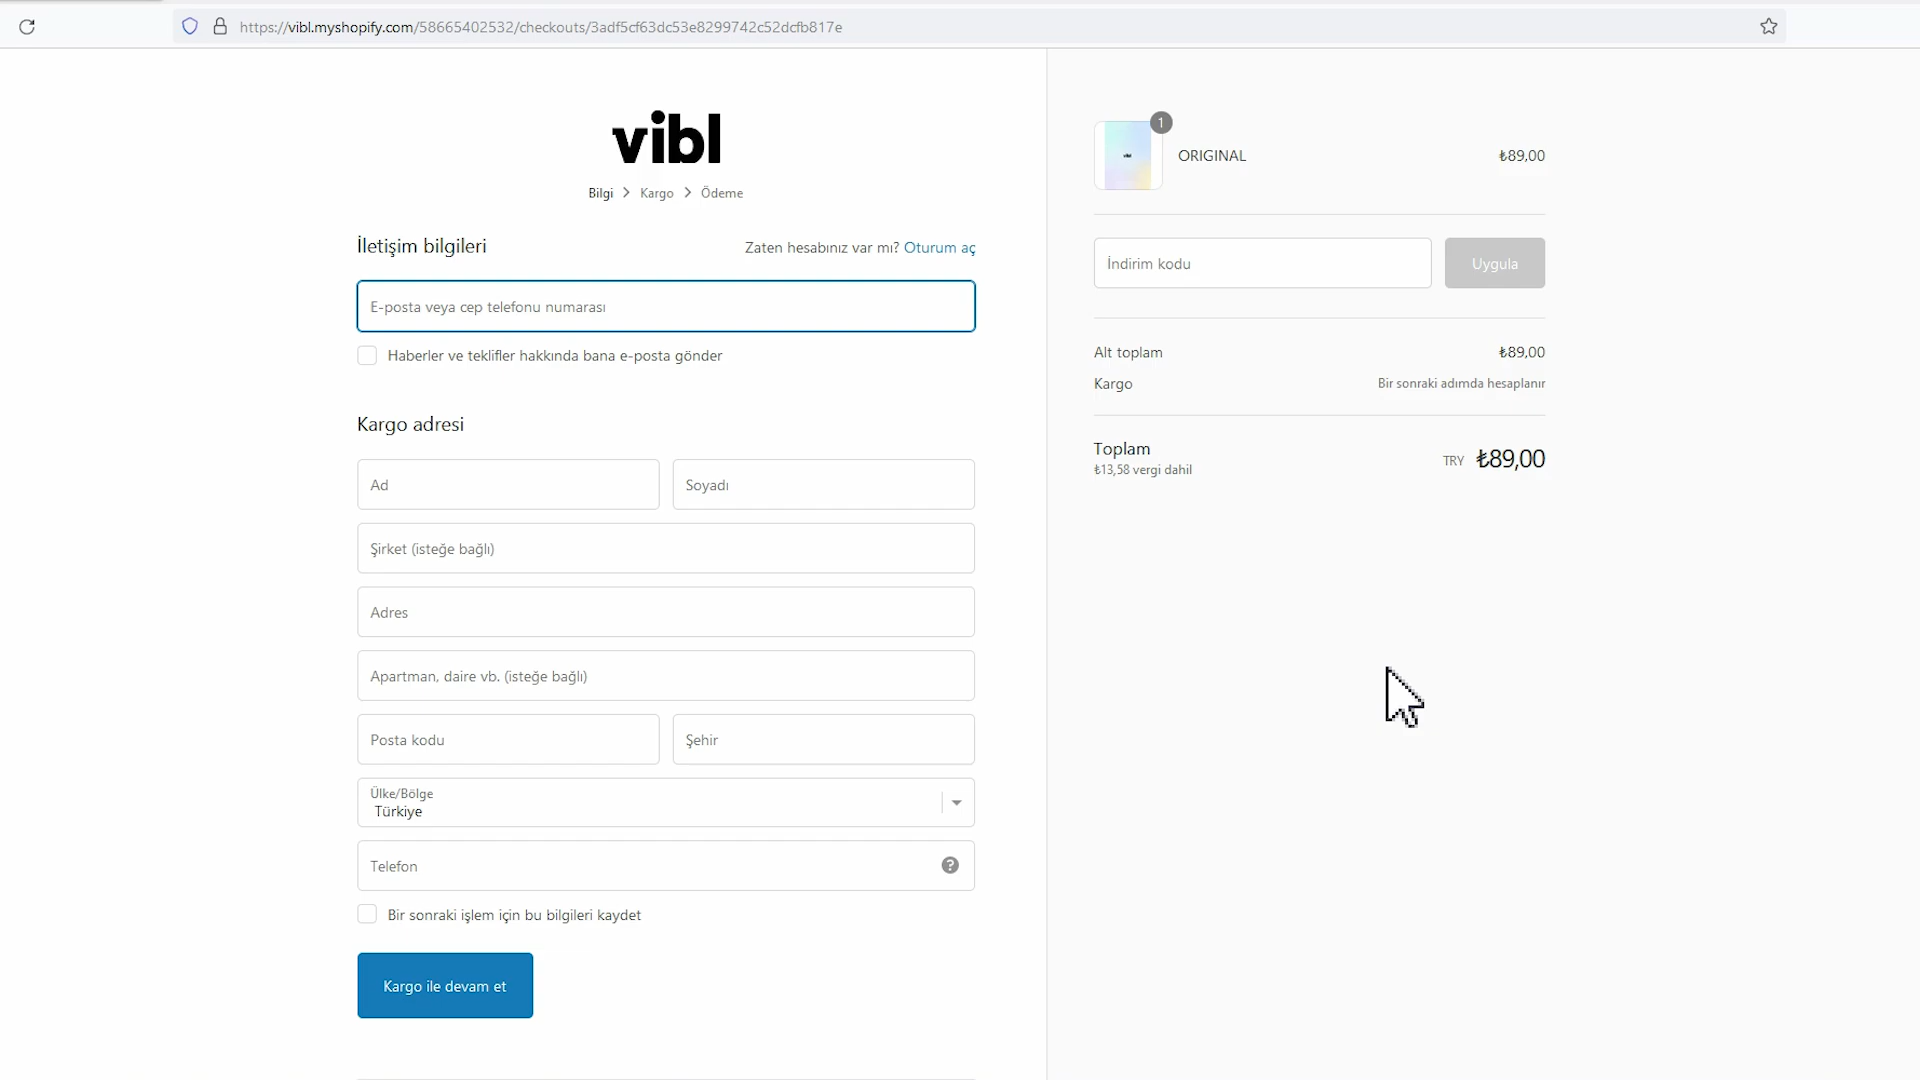 https://vibl.myshopify.com/58665402532/checkouts/3adf5cf63dc53e8299742c52dcfb817e
vibl
Bilgi > Kargo > Ödeme
İletişim bilgileri
Zaten hesabınız var mı? Oturum aç
E-posta veya cep telefonu numarası
Haberler ve teklifler hakkında bana e-posta gönder
Kargo adresi
Ad
Soyadı
Şirket (isteğe bağlı)
Adres
Apartman, daire vb. (isteğe bağlı)
Posta kodu
Şehir
Ülke/Bölge
Türkiye
Telefon
?
Bir sonraki işlem için bu bilgileri kaydet
Kargo ile devam et
1
vibl
ORIGINAL
₺89,00
İndirim kodu
Uygula
Alt toplam
₺89,00
Kargo
Bir sonraki adımda hesaplanır
Toplam
₺13,58 vergi dahil
TRY ₺89,00